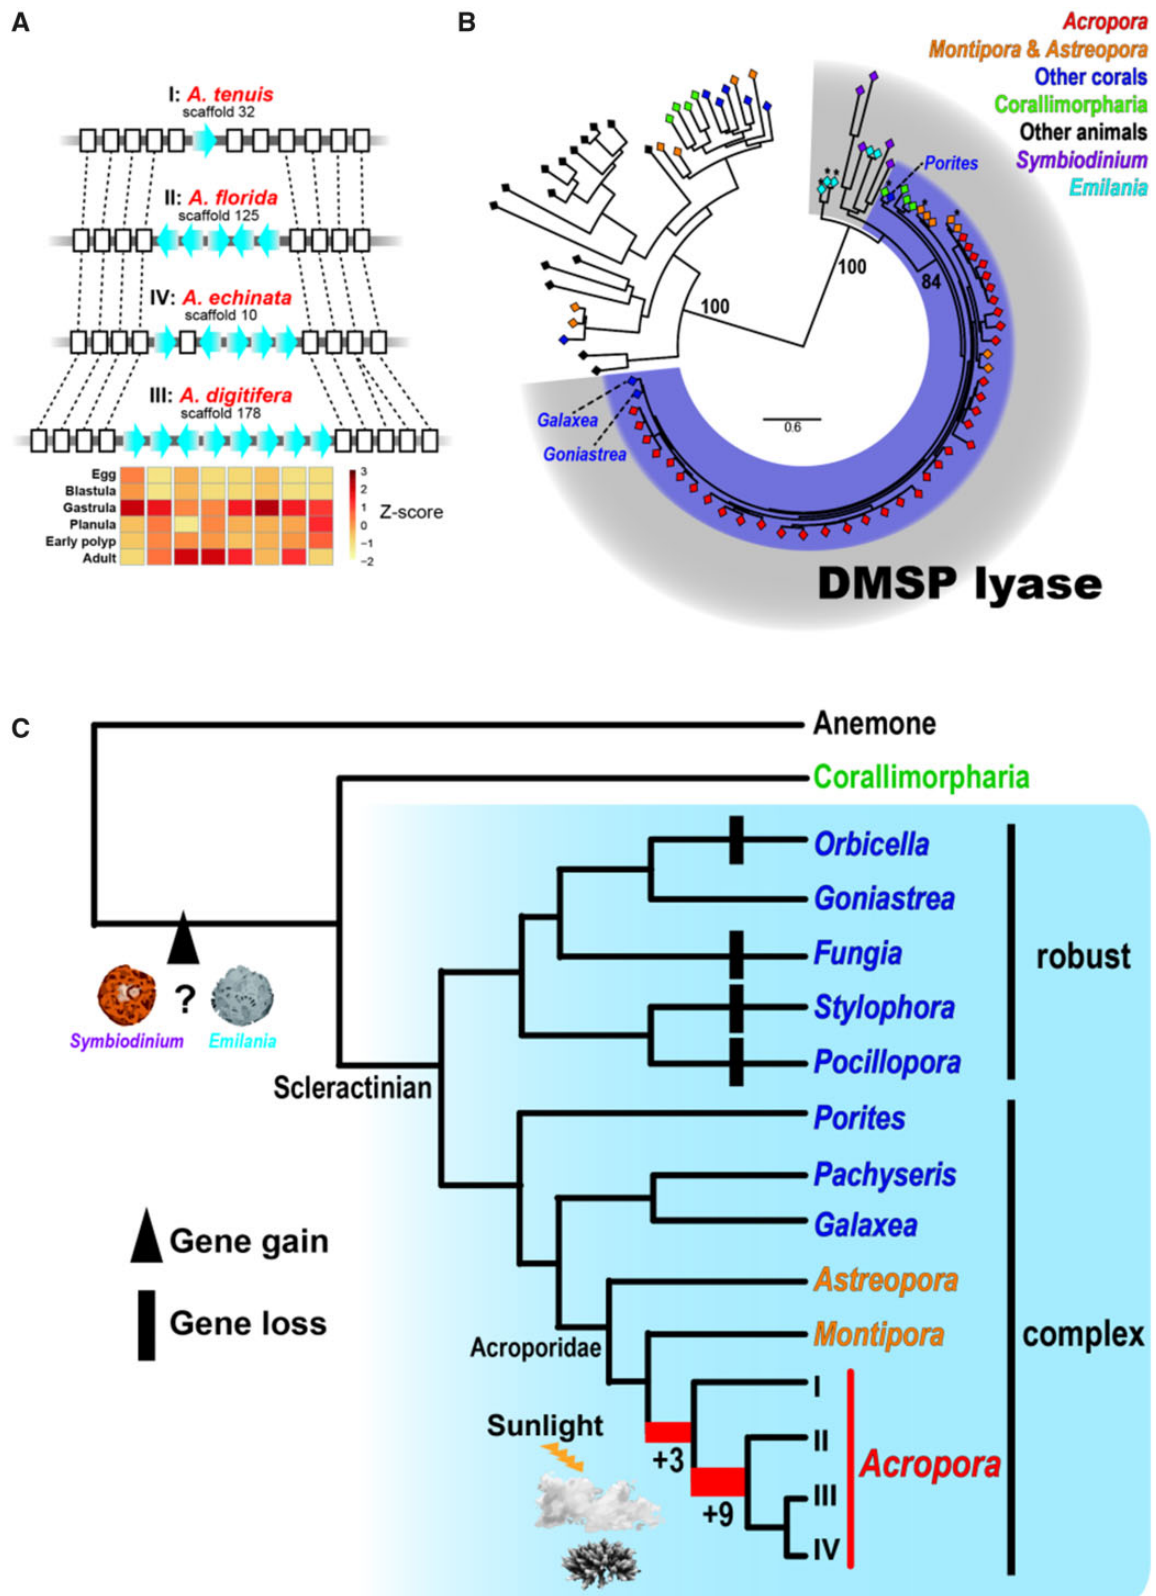 A
I: A. tenuis
scaffold 32
II: A. florida
scaffold 125
IV: A. echinata
scaffold 10
III: A. digitifera
scaffold 178
Egg
Blastula
Gastrula
Planula
Early polyp
Adult
3
2
1
0
−1
−2
Z-score
B
Acropora
Montipora & Astreopora
Other corals
Corallimorpharia
Other animals
Symbiodinium
Emilania
Porites
100
84
100
Galaxea
Goniastrea
0.6
DMSP lyase
C
Anemone
Corallimorpharia
Orbicella
Goniastrea
Fungia
Stylophora
Pocillopora
robust
?
Symbiodinium
Emilania
Scleractinian
Porites
Pachyseris
Galaxea
Astreopora
Montipora
complex
Gene gain
Gene loss
Acroporidae
I
II
III
IV
Acropora
Sunlight
+3
+9